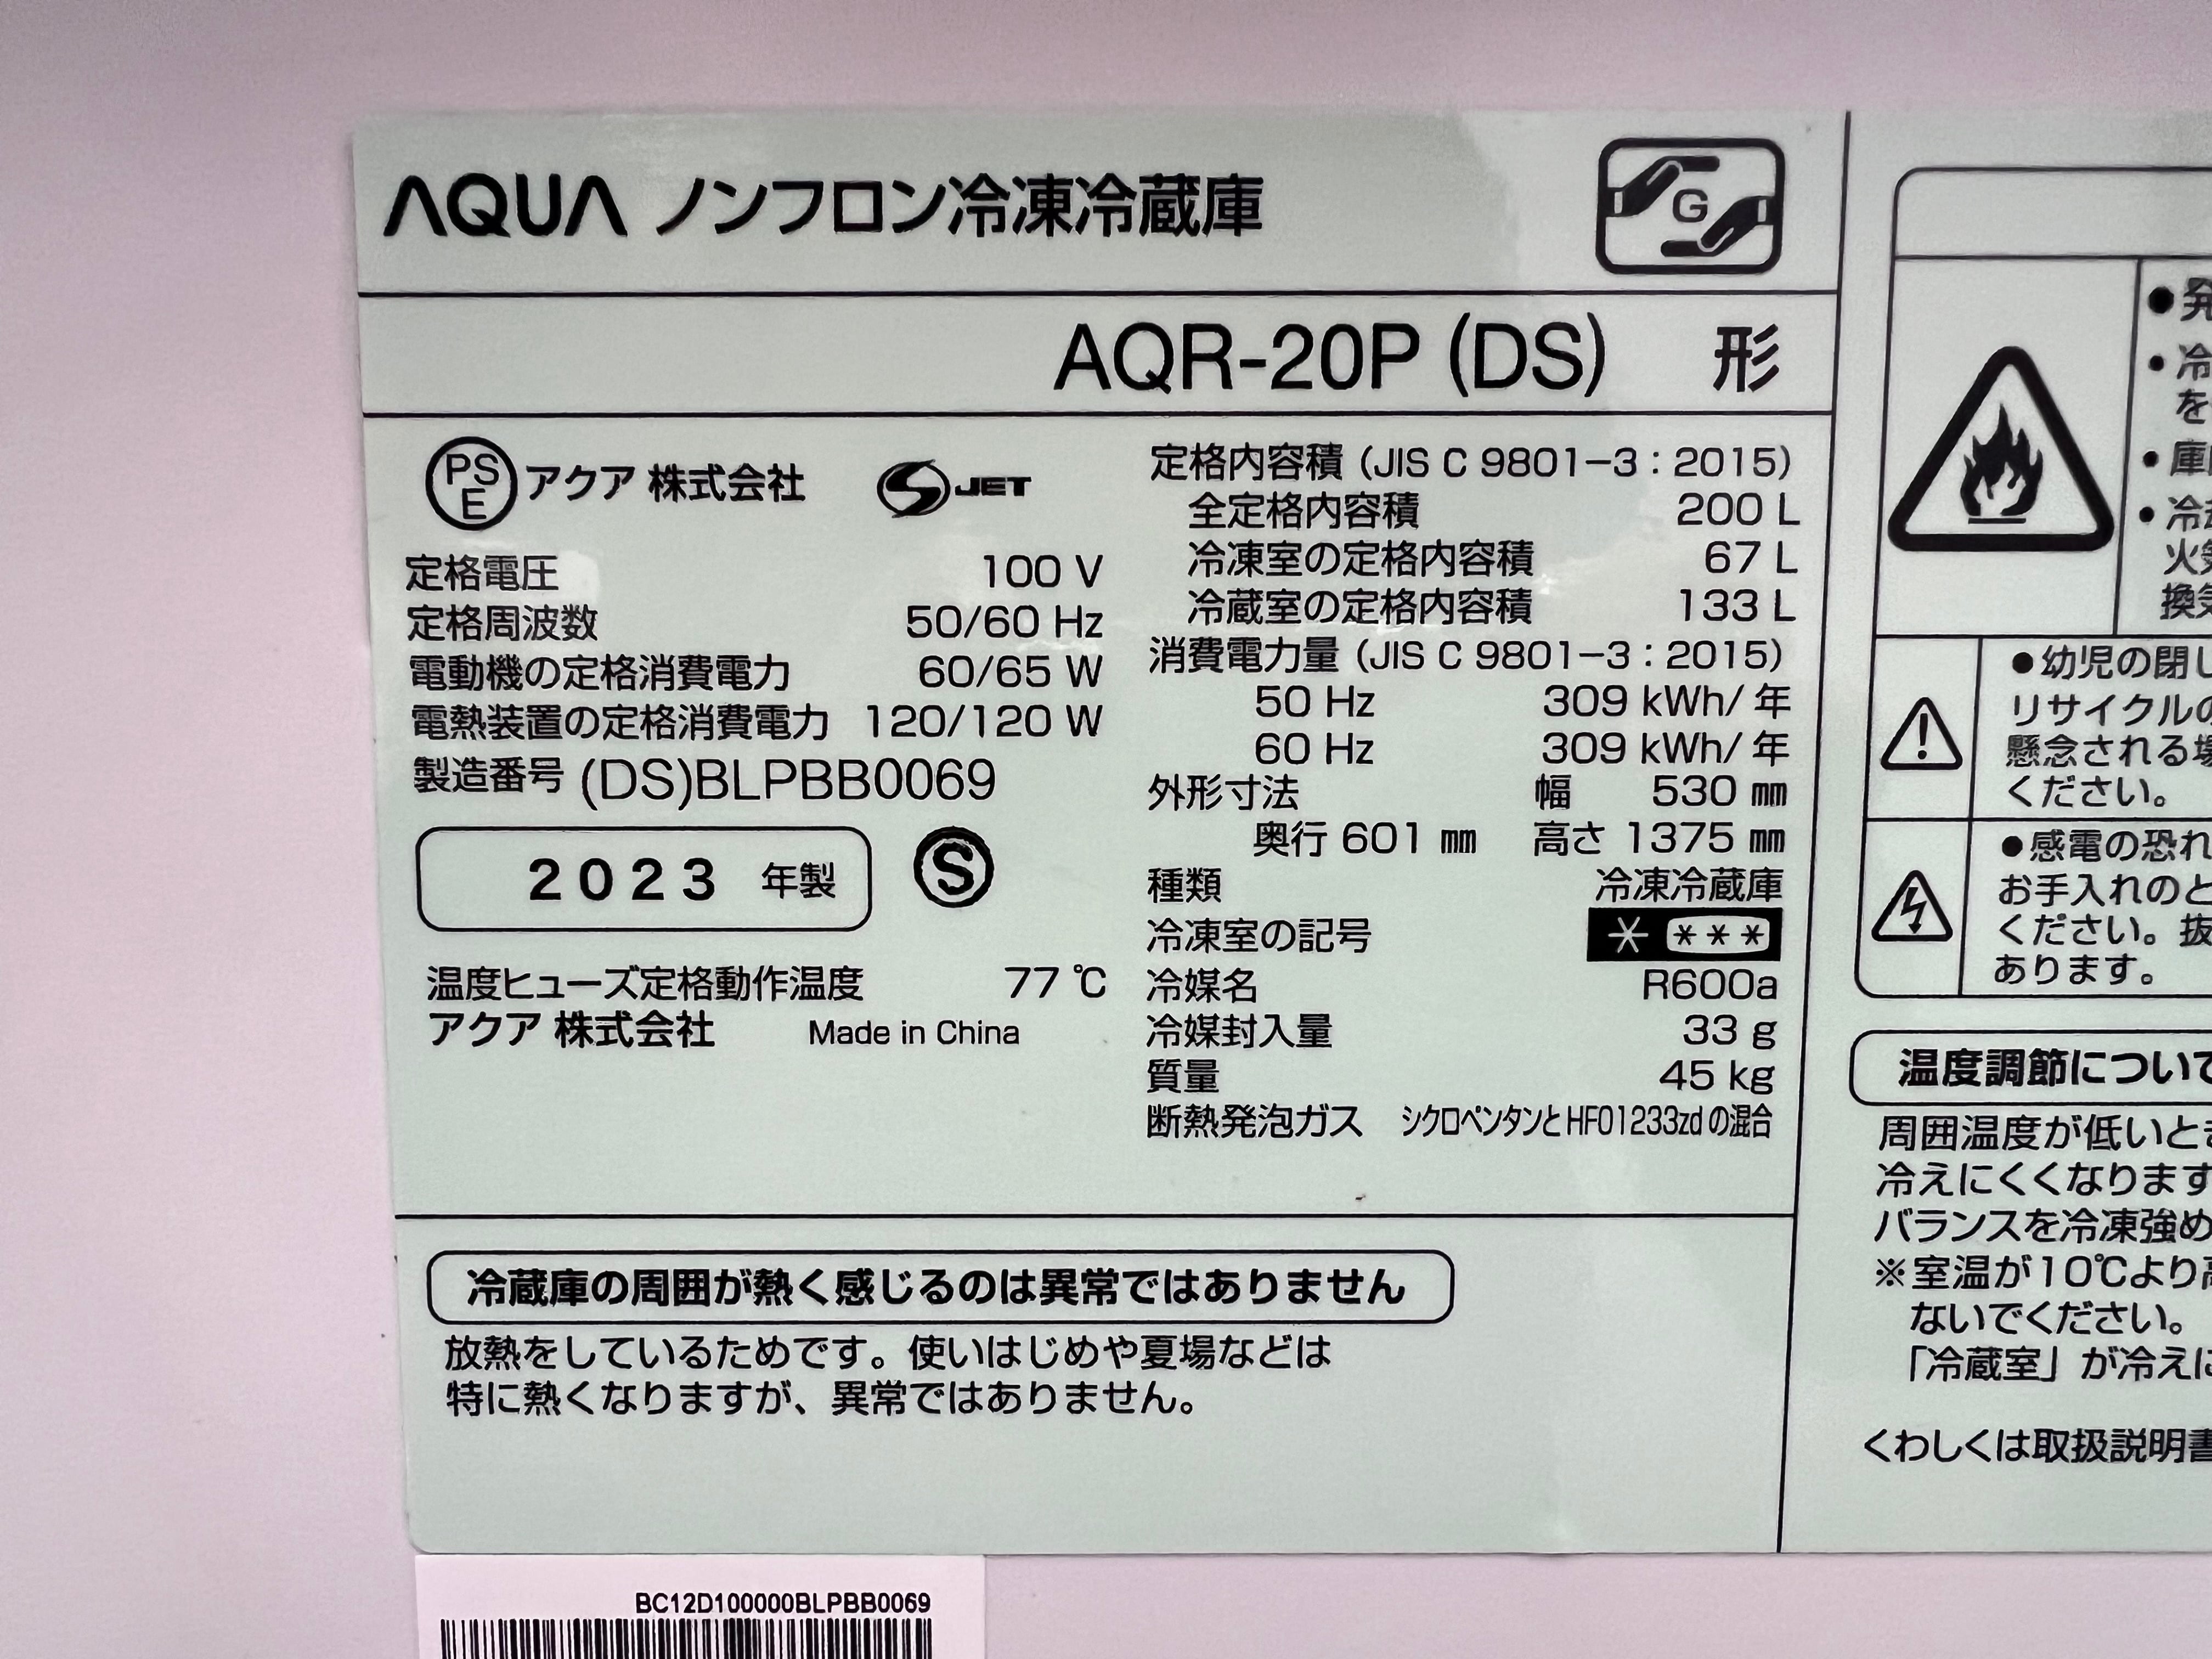 AQUA ノンフロン冷凍冷蔵庫
G
AQR-20P (DS) 形
PSE アクア 株式会社 S JET
定格電圧 100 V
定格周波数 50/60 Hz
電動機の定格消費電力 60/65 W
電熱装置の定格消費電力 120/120 W
製造番号 (DS)BLPBB0069
2023 年製 S
温度ヒューズ定格動作温度 77 ℃
アクア 株式会社 Made in China
定格内容積 (JIS C 9801-3:2015)
全定格内容積 200 L
冷凍室の定格内容積 67 L
冷蔵室の定格内容積 133 L
消費電力量 (JIS C 9801-3:2015)
50 Hz 309 kWh/年
60 Hz 309 kWh/年
外形寸法 幅 530 ㎜
奥行 601 ㎜ 高さ 1375 ㎜
種類 冷凍冷蔵庫
冷凍室の記号 * ***
冷媒名 R600a
冷媒封入量 33 g
質量 45 kg
断熱発泡ガス シクロペンタンとHFO1233zdの混合
冷蔵庫の周囲が熱く感じるのは異常ではありません
放熱をしているためです。使いはじめや夏場などは
特に熱くなりますが、異常ではありません。
BC12D100000BLPBB0069
●発
・冷
を
・庫
・冷却
火気
換気
●幼児の閉じ
リサイクルの
懸念される場
ください。
●感電の恐れ
お手入れのと
ください。抜
あります。
温度調節について
周囲温度が低いとき
冷えにくくなります
バランスを冷凍強め
※室温が10℃より高
ないでください。
「冷蔵室」が冷えに
くわしくは取扱説明書